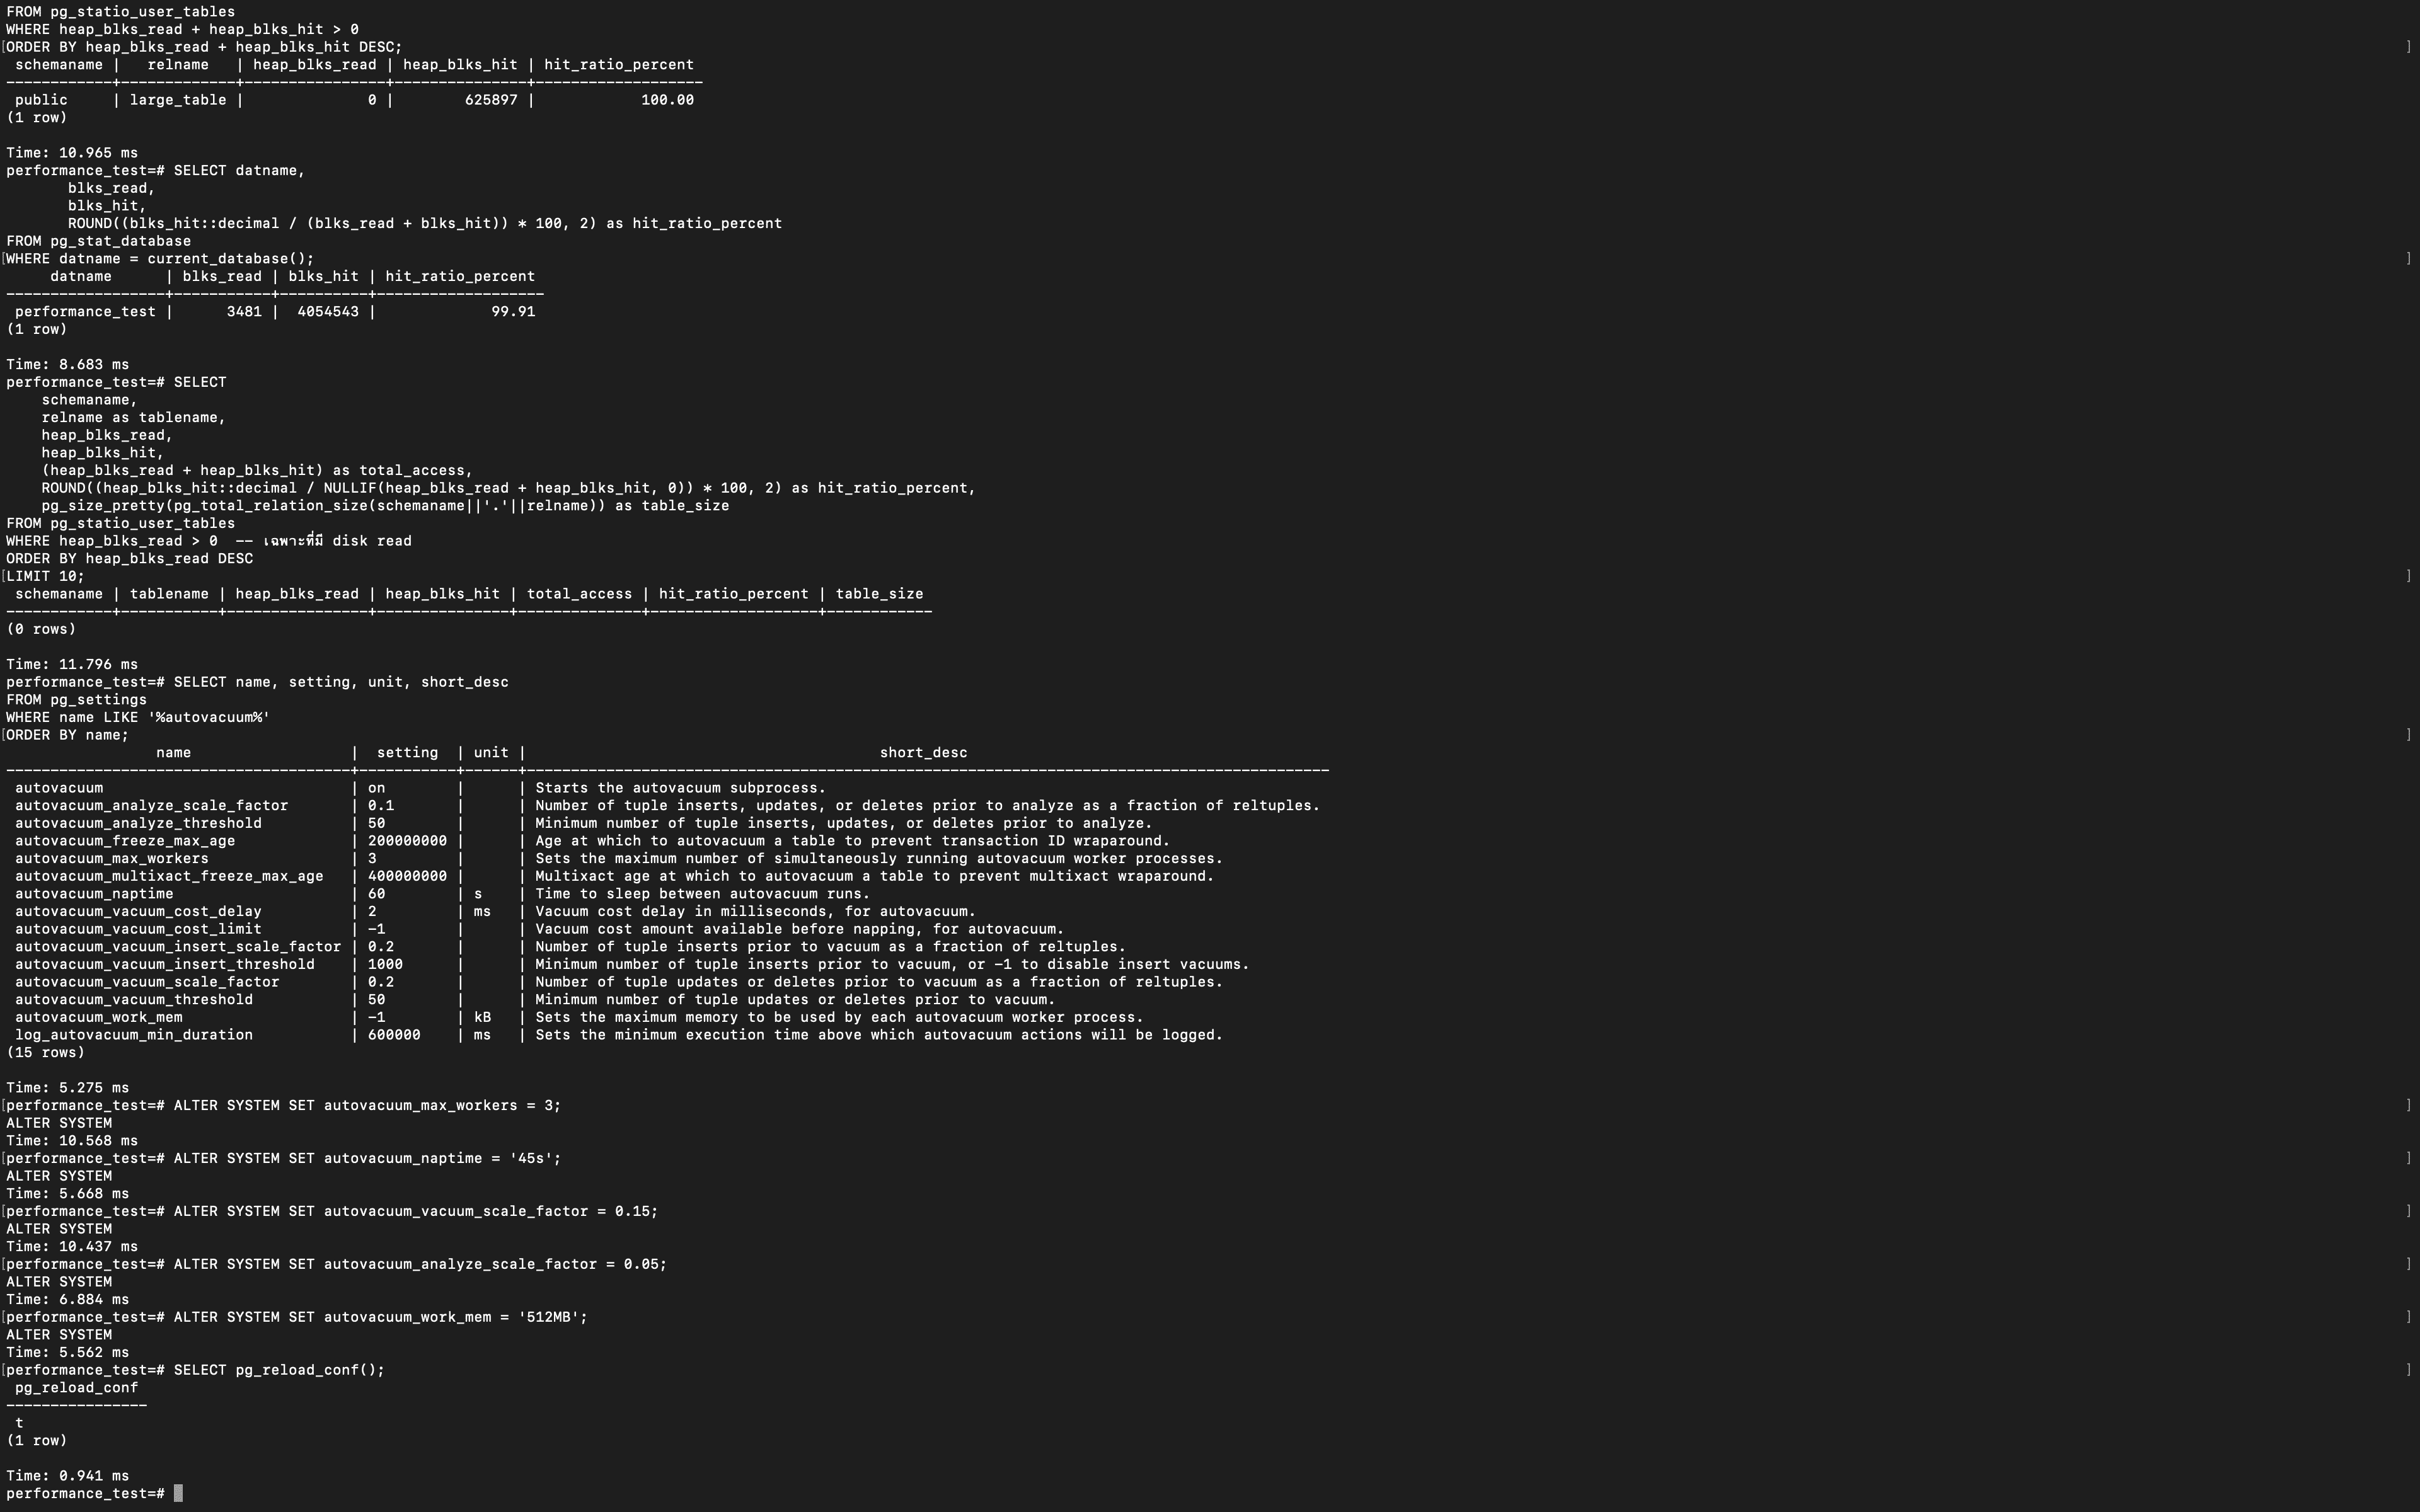 FROM pg_statio_user_tables
WHERE heap_blks_read + heap_blks_hit > 0
[ORDER BY heap_blks_read + heap_blks_hit DESC; ]
 schemaname |   relname   | heap_blks_read | heap_blks_hit | hit_ratio_percent
------------+-------------+----------------+---------------+-------------------
 public     | large_table |              0 |        625897 |            100.00
(1 row)

Time: 10.965 ms
performance_test=# SELECT datname,
       blks_read,
       blks_hit,
       ROUND((blks_hit::decimal / (blks_read + blks_hit)) * 100, 2) as hit_ratio_percent
FROM pg_stat_database
[WHERE datname = current_database(); ]
     datname      | blks_read | blks_hit | hit_ratio_percent
------------------+-----------+----------+-------------------
 performance_test |      3481 |  4054543 |             99.91
(1 row)

Time: 8.683 ms
performance_test=# SELECT
    schemaname,
    relname as tablename,
    heap_blks_read,
    heap_blks_hit,
    (heap_blks_read + heap_blks_hit) as total_access,
    ROUND((heap_blks_hit::decimal / NULLIF(heap_blks_read + heap_blks_hit, 0)) * 100, 2) as hit_ratio_percent,
    pg_size_pretty(pg_total_relation_size(schemaname||'.'||relname)) as table_size
FROM pg_statio_user_tables
WHERE heap_blks_read > 0  -- เฉพาะที่มี disk read
ORDER BY heap_blks_read DESC
[LIMIT 10; ]
 schemaname | tablename | heap_blks_read | heap_blks_hit | total_access | hit_ratio_percent | table_size
------------+-----------+----------------+---------------+--------------+-------------------+------------
(0 rows)

Time: 11.796 ms
performance_test=# SELECT name, setting, unit, short_desc
FROM pg_settings
WHERE name LIKE '%autovacuum%'
[ORDER BY name; ]
                 name                  |  setting  | unit |                                        short_desc
---------------------------------------+-----------+------+-------------------------------------------------------------------------------------------
 autovacuum                            | on        |      | Starts the autovacuum subprocess.
 autovacuum_analyze_scale_factor       | 0.1       |      | Number of tuple inserts, updates, or deletes prior to analyze as a fraction of reltuples.
 autovacuum_analyze_threshold          | 50        |      | Minimum number of tuple inserts, updates, or deletes prior to analyze.
 autovacuum_freeze_max_age             | 200000000 |      | Age at which to autovacuum a table to prevent transaction ID wraparound.
 autovacuum_max_workers                | 3         |      | Sets the maximum number of simultaneously running autovacuum worker processes.
 autovacuum_multixact_freeze_max_age   | 400000000 |      | Multixact age at which to autovacuum a table to prevent multixact wraparound.
 autovacuum_naptime                    | 60        | s    | Time to sleep between autovacuum runs.
 autovacuum_vacuum_cost_delay          | 2         | ms   | Vacuum cost delay in milliseconds, for autovacuum.
 autovacuum_vacuum_cost_limit          | -1        |      | Vacuum cost amount available before napping, for autovacuum.
 autovacuum_vacuum_insert_scale_factor | 0.2       |      | Number of tuple inserts prior to vacuum as a fraction of reltuples.
 autovacuum_vacuum_insert_threshold    | 1000      |      | Minimum number of tuple inserts prior to vacuum, or -1 to disable insert vacuums.
 autovacuum_vacuum_scale_factor        | 0.2       |      | Number of tuple updates or deletes prior to vacuum as a fraction of reltuples.
 autovacuum_vacuum_threshold           | 50        |      | Minimum number of tuple updates or deletes prior to vacuum.
 autovacuum_work_mem                   | -1        | kB   | Sets the maximum memory to be used by each autovacuum worker process.
 log_autovacuum_min_duration           | 600000    | ms   | Sets the minimum execution time above which autovacuum actions will be logged.
(15 rows)

Time: 5.275 ms
[performance_test=# ALTER SYSTEM SET autovacuum_max_workers = 3; ]
ALTER SYSTEM
Time: 10.568 ms
[performance_test=# ALTER SYSTEM SET autovacuum_naptime = '45s'; ]
ALTER SYSTEM
Time: 5.668 ms
[performance_test=# ALTER SYSTEM SET autovacuum_vacuum_scale_factor = 0.15; ]
ALTER SYSTEM
Time: 10.437 ms
[performance_test=# ALTER SYSTEM SET autovacuum_analyze_scale_factor = 0.05; ]
ALTER SYSTEM
Time: 6.884 ms
[performance_test=# ALTER SYSTEM SET autovacuum_work_mem = '512MB'; ]
ALTER SYSTEM
Time: 5.562 ms
[performance_test=# SELECT pg_reload_conf(); ]
 pg_reload_conf
----------------
 t
(1 row)

Time: 0.941 ms
performance_test=#